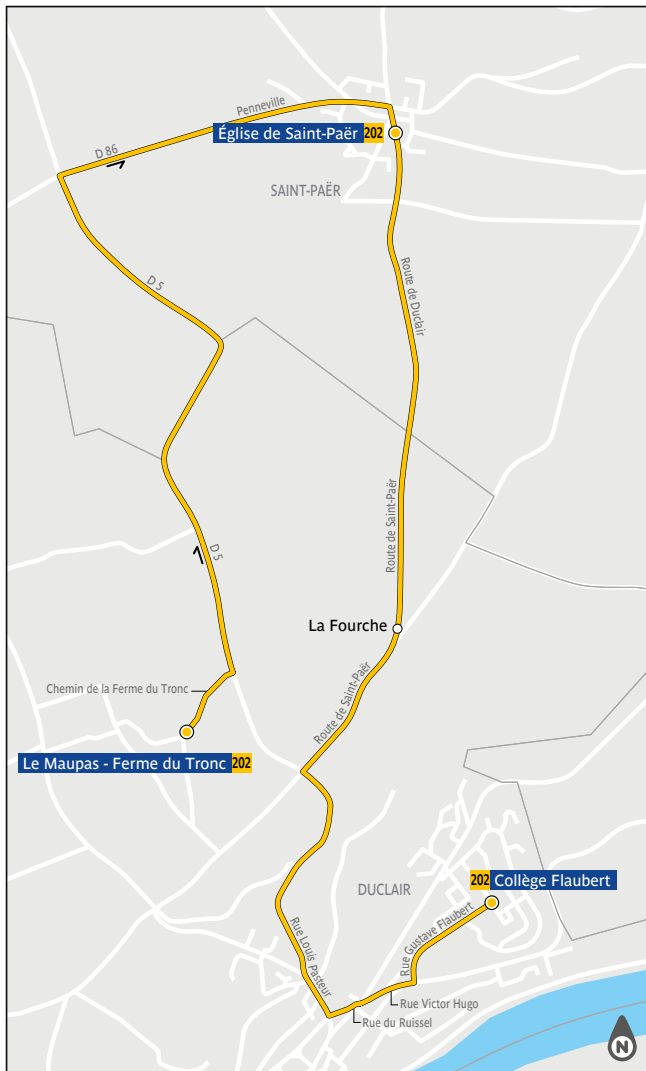 Penneville
Église de Saint-Paër 202
D 86
SAINT-PAËR
D 5
Route de Duclair
Route de Saint-Paër
D 5
La Fourche
Route de Saint-Paër
Chemin de la Ferme du Tronc
Le Maupas - Ferme du Tronc 202
202 Collège Flaubert
DUCLAIR
Rue Gustave Flaubert
Rue Louis Pasteur
Rue Victor Hugo
Rue du Ruissel
N